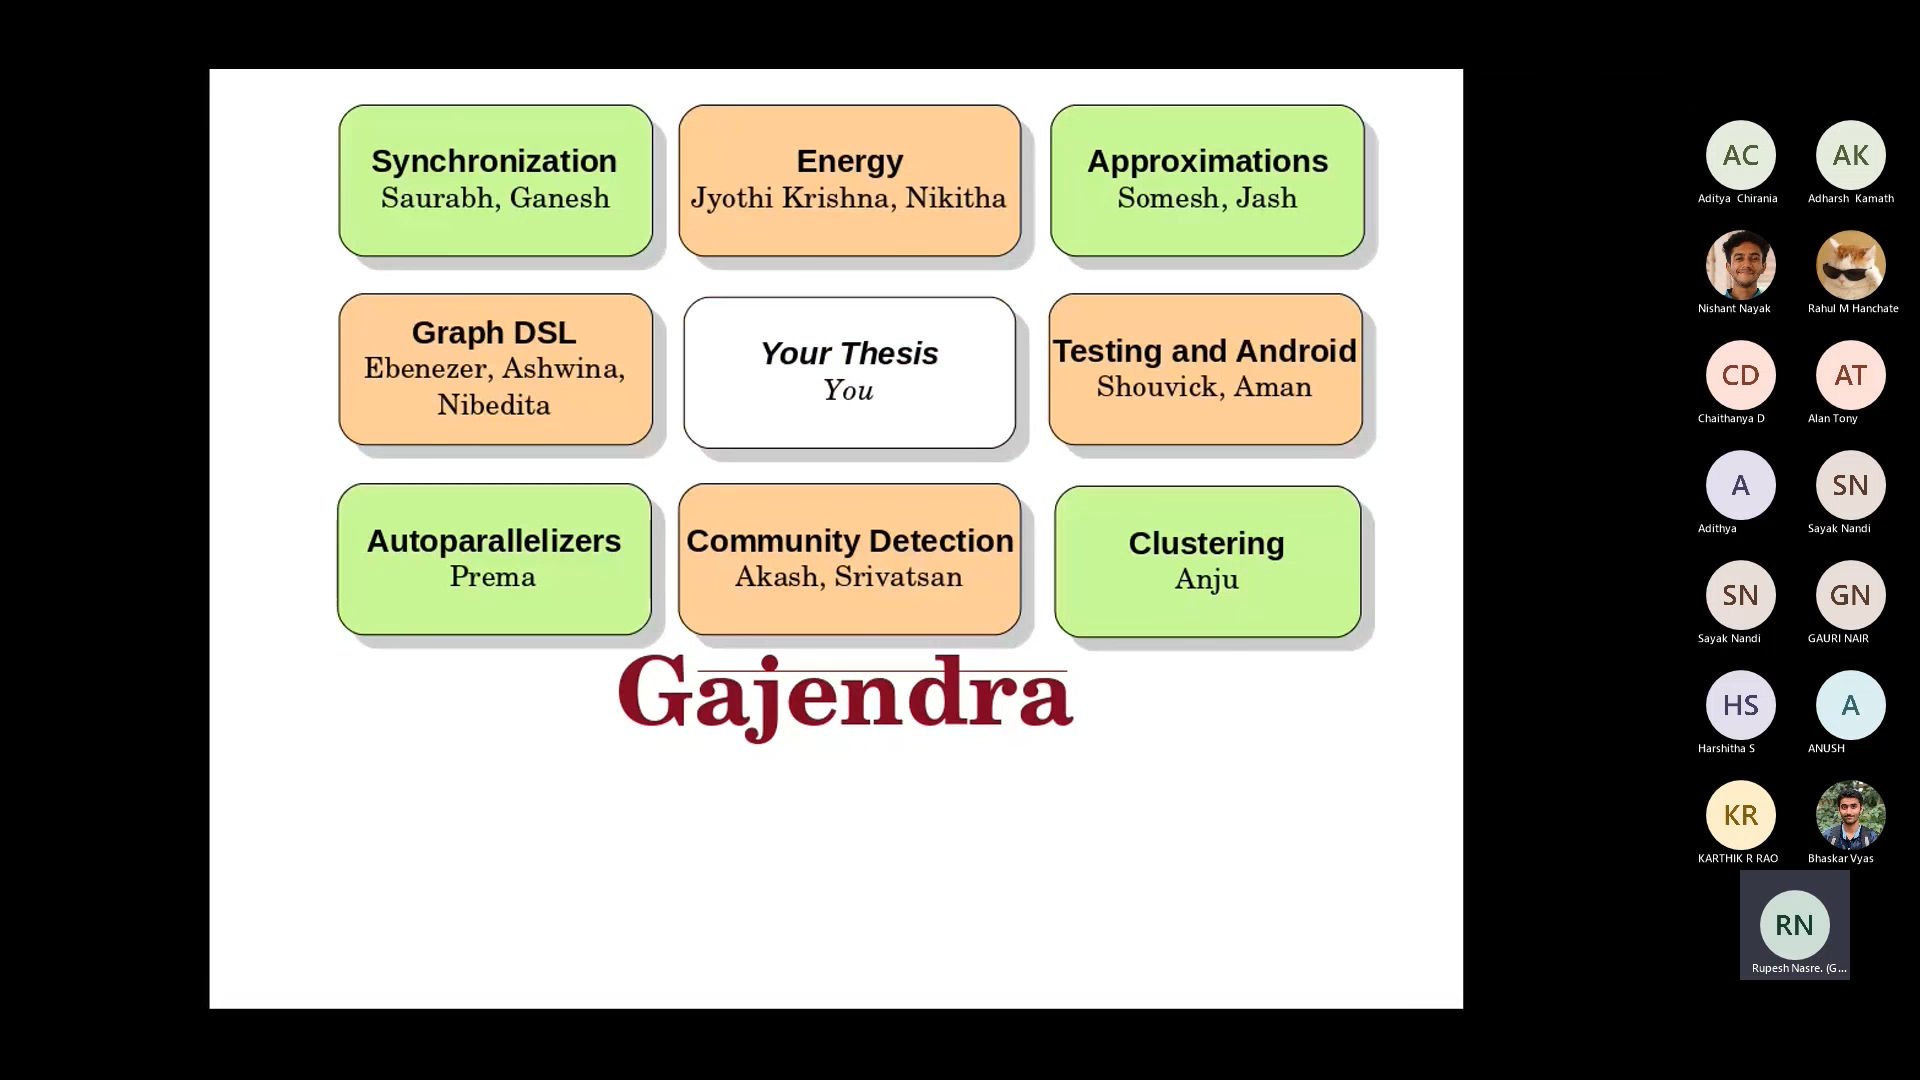 Synchronization
Saurabh, Ganesh
Energy
Jyothi Krishna, Nikitha
Approximations
Somesh, Jash
Graph DSL
Ebenezer, Ashwina,
Nibedita
Your Thesis
You
Testing and Android
Shouvick, Aman
Autoparallelizers
Prema
Community Detection
Akash, Srivatsan
Clustering
Anju
Gajendra
AC
Aditya Chirania
AK
Adharsh Kamath
Nishant Nayak
Rahul M Hanchate
CD
Chaithanya D
AT
Alan Tony
A
Adithya
SN
Sayak Nandi
SN
Sayak Nandi
GN
GAURI NAIR
HS
Harshitha S
A
ANUSH
KR
KARTHIK R RAO
Bhaskar Vyas
RN
Rupesh Nasre. (G...